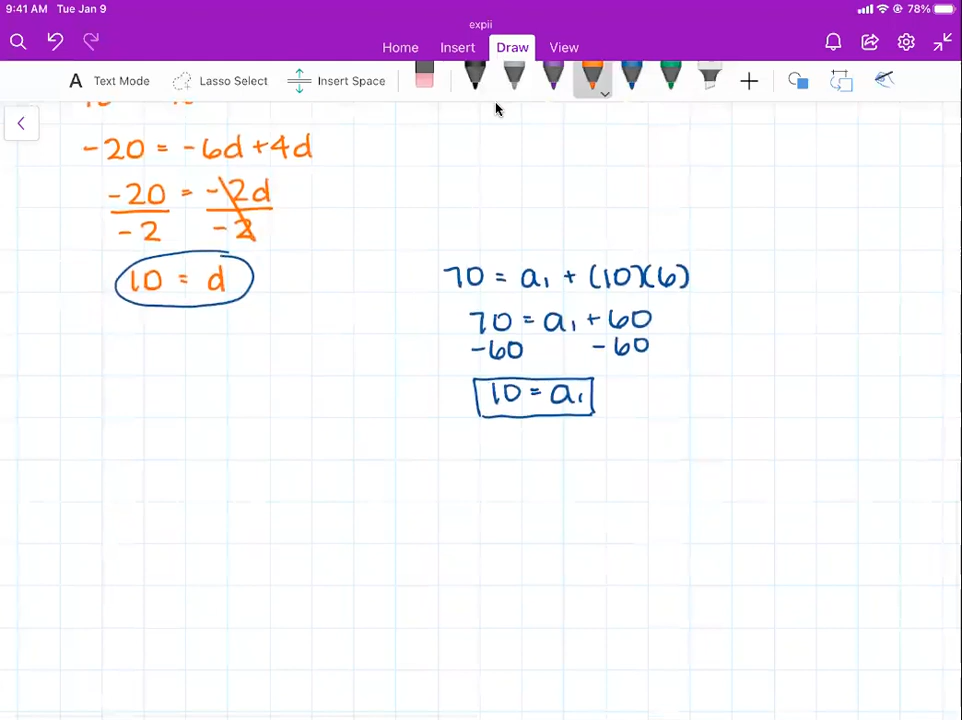 9:41 AM Tue Jan 9
78%
expii
Home Insert Draw View
A Text Mode Lasso Select Insert Space
-20 = -6d+4d
-20 = -2d
-2 -2
10 = d
70 = a₁ + (10)(6)
70 = a₁ +60
-60 -60
10 = a₁